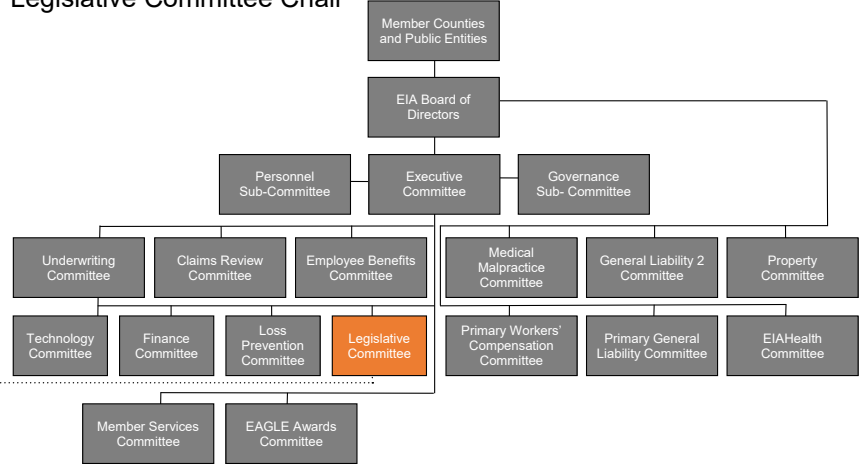 Legislative Committee Chair
Member Counties
and Public Entities
EIA Board of
Directors
Personnel
Sub-Committee
Executive
Committee
Governance
Sub- Committee
Underwriting
Committee
Claims Review
Committee
Employee Benefits
Committee
Medical
Malpractice
Committee
General Liability 2
Committee
Property
Committee
Technology
Committee
Finance
Committee
Loss
Prevention
Committee
Legislative
Committee
Primary Workers'
Compensation
Committee
Primary General
Liability Committee
EIAHealth
Committee
Member Services
Committee
EAGLE Awards
Committee